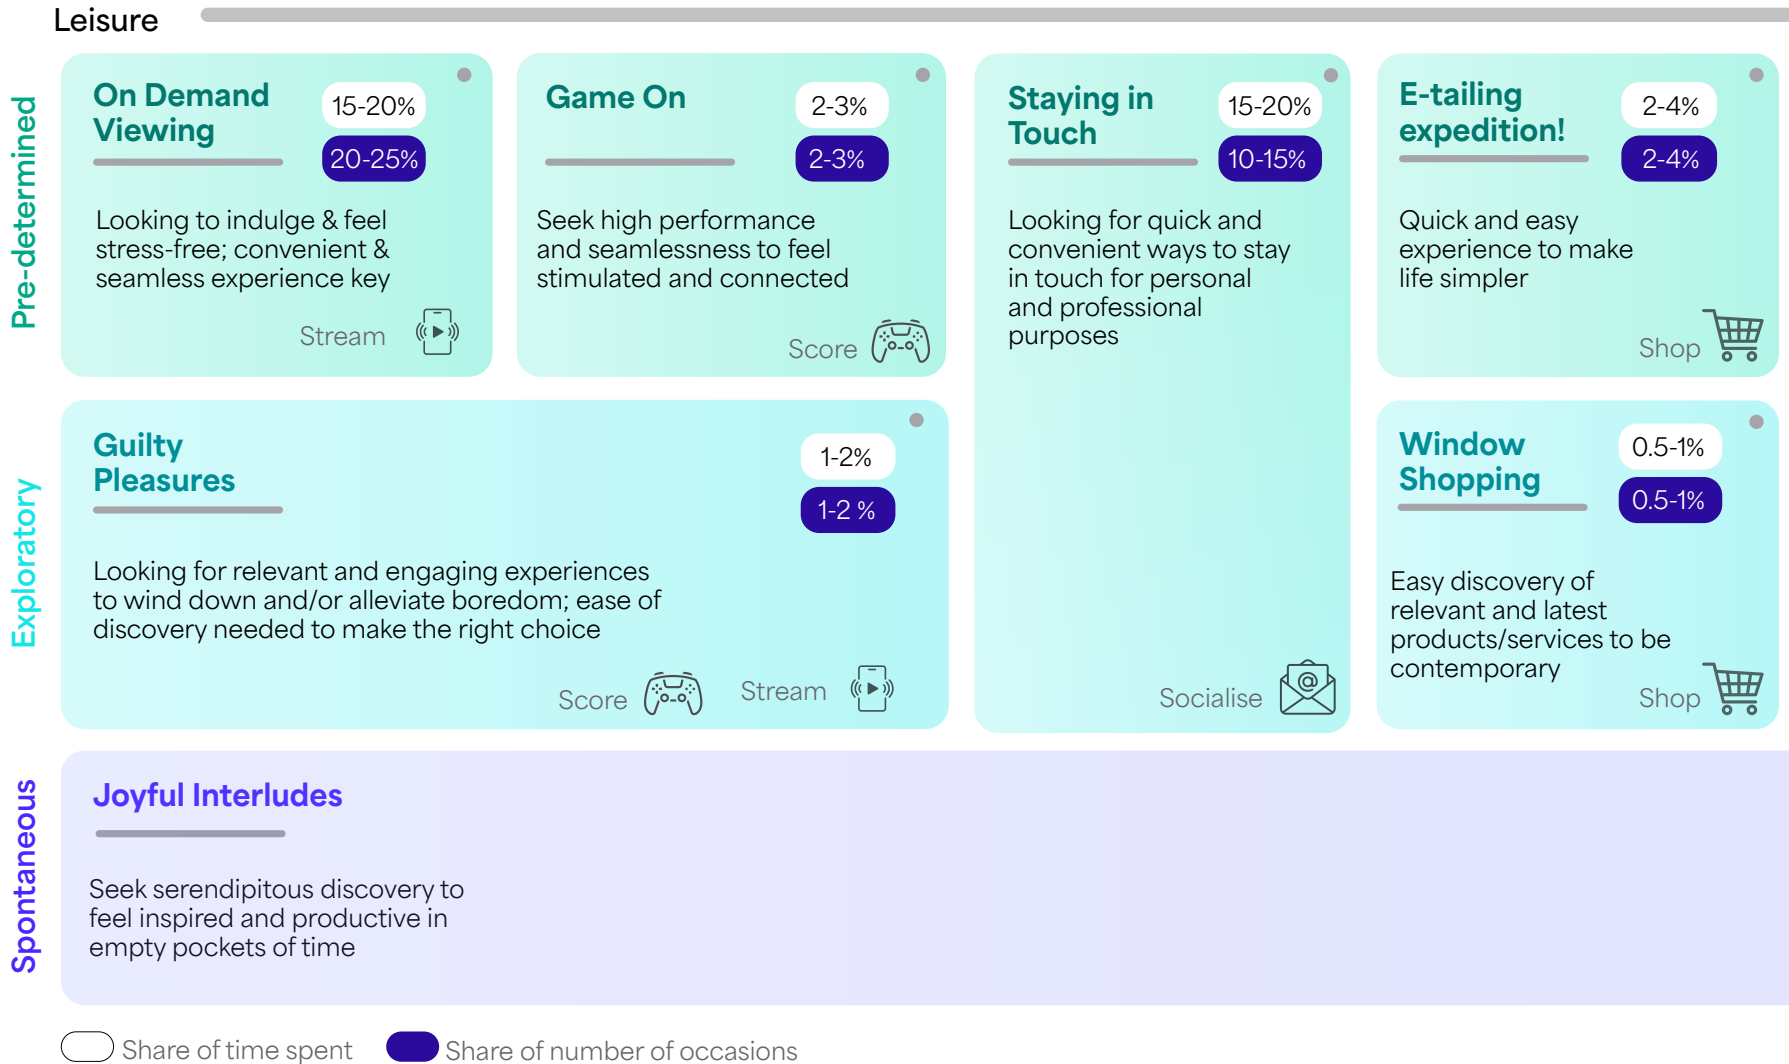 Leisure
Pre-determined
On Demand
Viewing
15-20%
20-25%
Looking to indulge & feel
stress-free; convenient &
seamless experience key
Stream
Game On
2-3%
2-3%
Seek high performance
and seamlessness to feel
stimulated and connected
Score
Staying in
Touch
15-20%
10-15%
Looking for quick and
convenient ways to stay
in touch for personal
and professional
purposes
Socialise
E-tailing
expedition!
2-4%
2-4%
Quick and easy
experience to make
life simpler
Shop
Exploratory
Guilty
Pleasures
1-2%
1-2 %
Looking for relevant and engaging experiences
to wind down and/or alleviate boredom; ease of
discovery needed to make the right choice
Score
Stream
Window
Shopping
0.5-1%
0.5-1%
Easy discovery of
relevant and latest
products/services to be
contemporary
Shop
Spontaneous
Joyful Interludes
Seek serendipitous discovery to
feel inspired and productive in
empty pockets of time
Share of time spent
Share of number of occasions